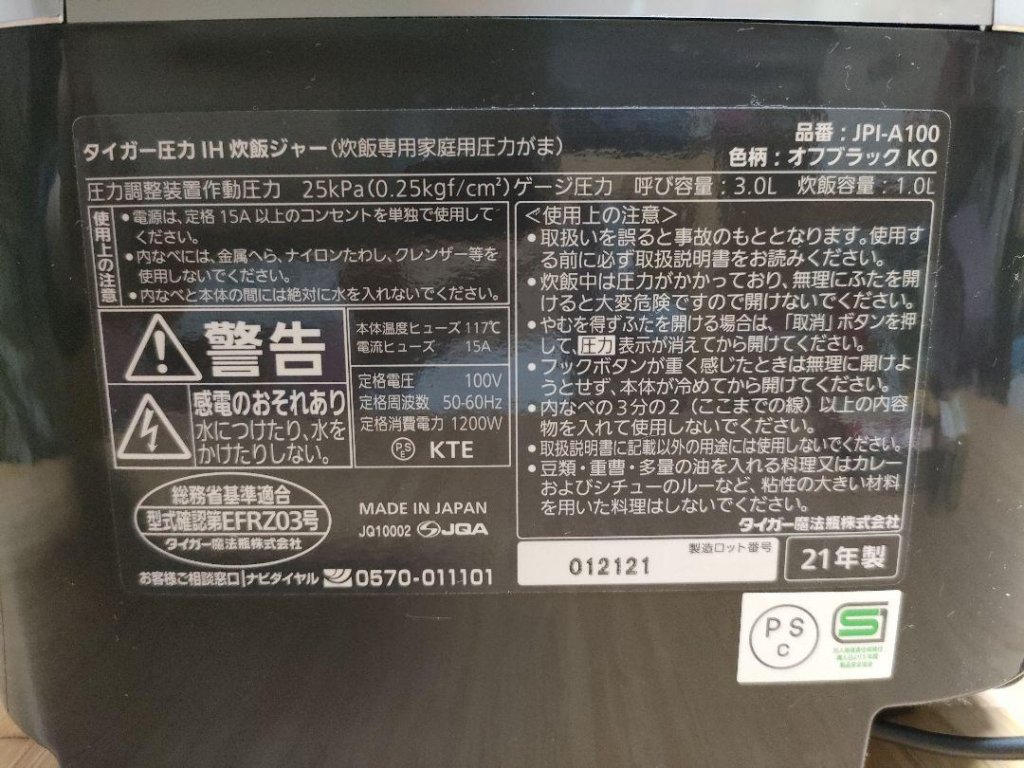 タイガー圧力IH炊飯ジャー(炊飯専用家庭用圧力がま)
品番：JPI-A100
色柄：オフブラック KO
圧力調整装置作動圧力 25kPa(0.25kgf/cm²)ゲージ圧力 呼び容量：3.0L 炊飯容量：1.0L
使用上の注意
●電源は、定格15A以上のコンセントを単独で使用して
ください。
●内なべには、金属へら、ナイロンたわし、クレンザー等を
使用しないでください。
●内なべと本体の間には絶対に水を入れないでください。
警告
感電のおそれあり
水につけたり、水を
かけたりしない。
本体温度ヒューズ 117℃
電流ヒューズ 15A
定格電圧 100V
定格周波数 50-60Hz
定格消費電力 1200W
PSE KTE
総務省基準適合
型式確認第EFRZ03号
タイガー魔法瓶株式会社
MADE IN JAPAN
JQ10002 JQA
お客様ご相談窓口 ナビダイヤル 0570-011101
<使用上の注意>
●取扱いを誤ると事故のもととなります。使用す
る前に必ず取扱説明書をお読みください。
●炊飯中は圧力がかかっており、無理にふたを開
けると大変危険ですので開けないでください。
●やむを得ずふたを開ける場合は、「取消」ボタンを押
して、圧力 表示が消えてから開けてください。
●フックボタンが重く感じたときは無理に開けよ
うとせず、本体が冷めてから開けてください。
●内なべの3分の2（ここまでの線）以上の内容
物を入れて使用しないでください。
●取扱説明書に記載以外の用途には使用しないでください。
●豆類・重曹・多量の油を入れる料理又はカレー
およびシチューのルーなど、粘性の大きい材料
を用いた料理はしないでください。
タイガー魔法瓶株式会社
製造ロット番号
012121
21年製
PS
C
S